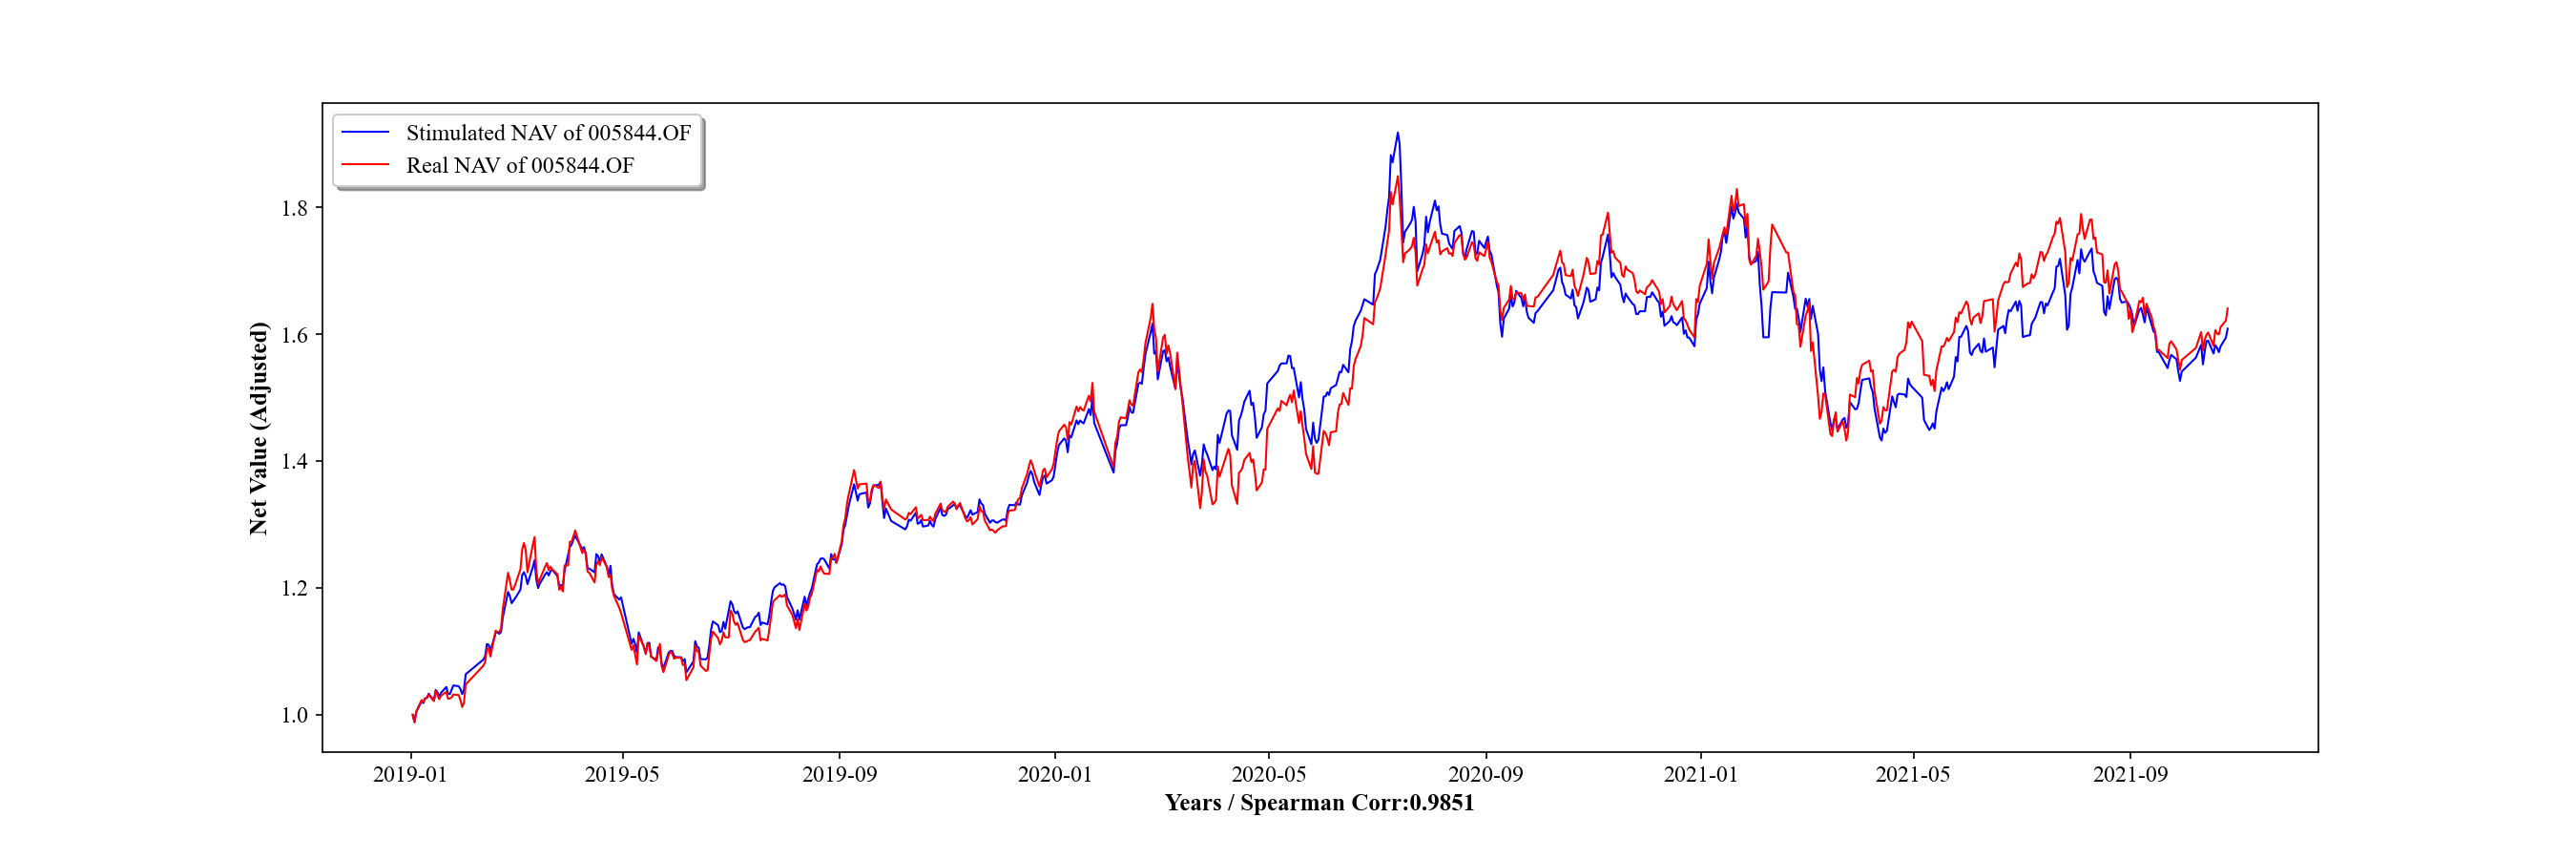 Stimulated NAV of 005844.OF
Real NAV of 005844.OF
Net Value (Adjusted)
1.8
1.6
1.4
1.2
1.0
2019-01 2019-05 2019-09 2020-01 2020-05 2020-09 2021-01 2021-05 2021-09
Years / Spearman Corr:0.9851